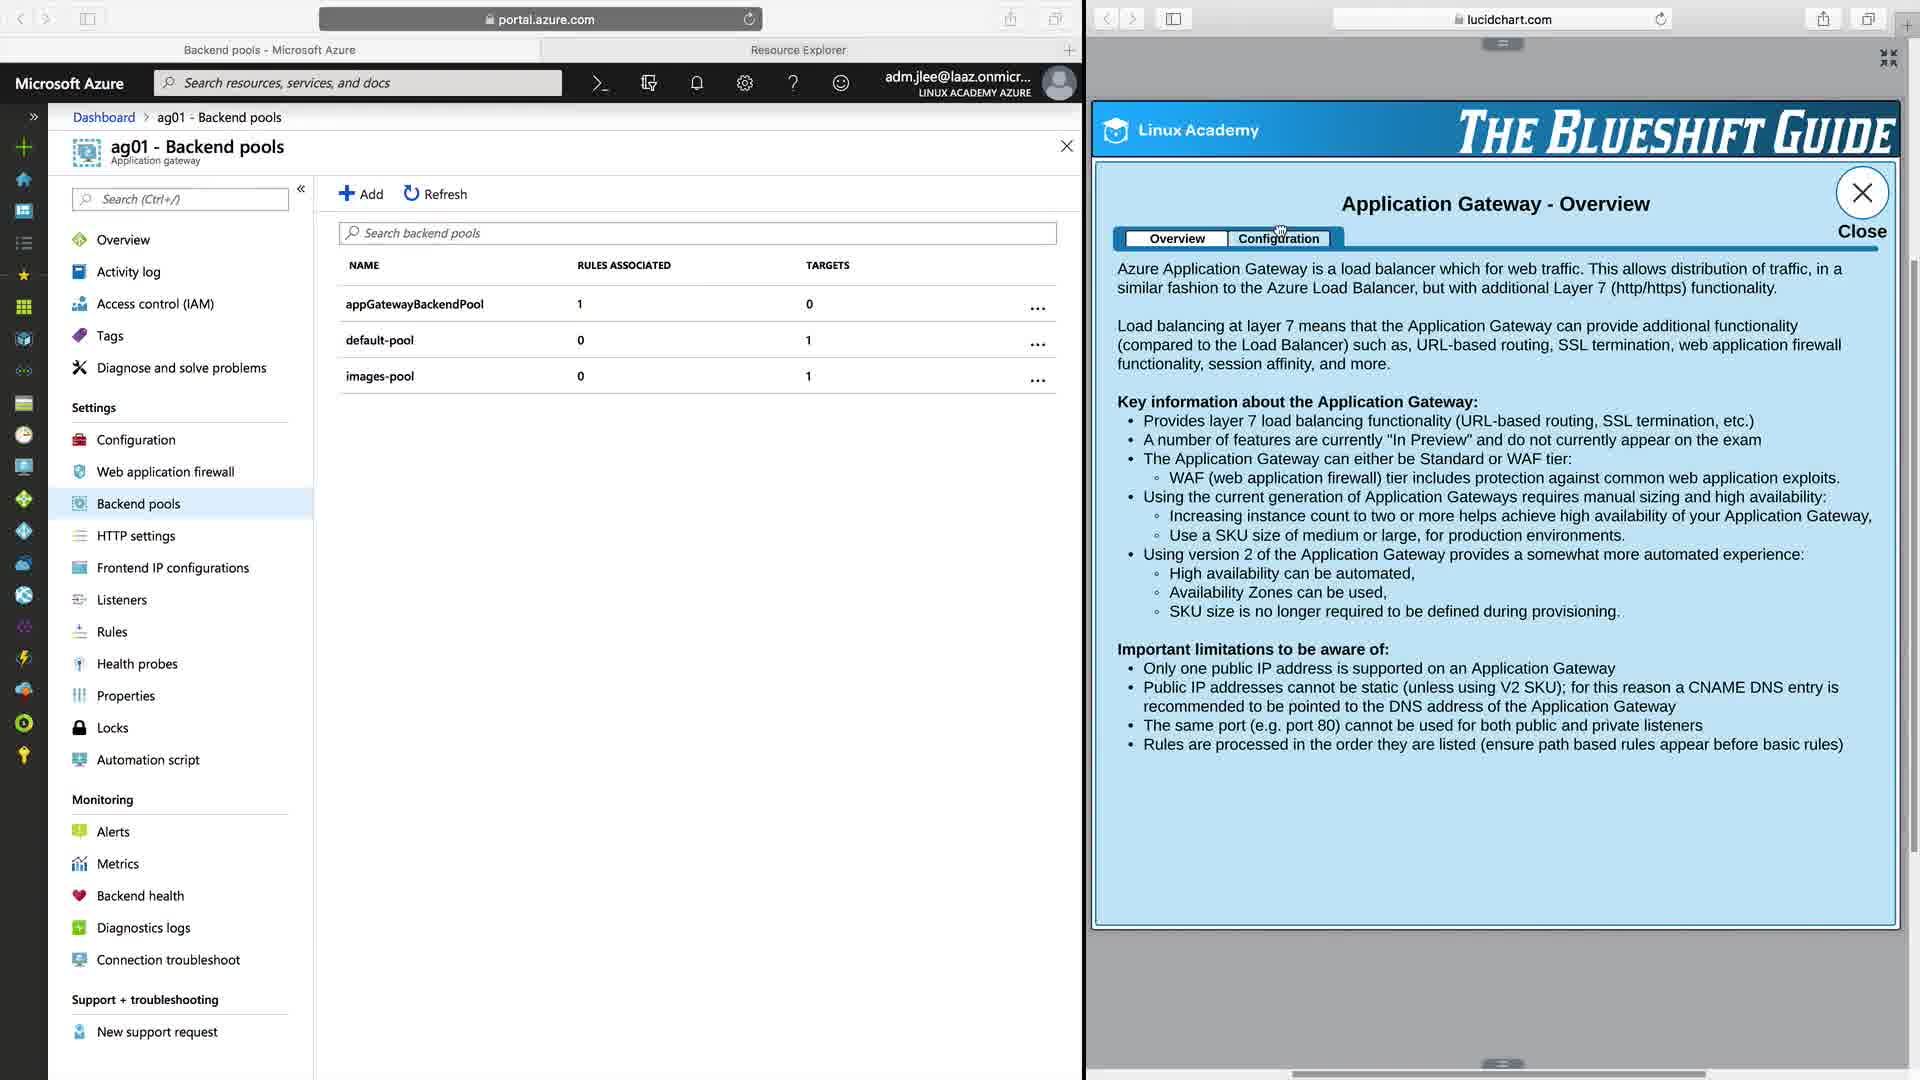 portal.azure.com
Backend pools - Microsoft Azure
Resource Explorer
Microsoft Azure
Search resources, services, and docs
adm.jlee@laaz.onmicr...
LINUX ACADEMY AZURE
Dashboard > ag01 - Backend pools
ag01 - Backend pools
Application gateway
Search (Ctrl+/)
Overview
Activity log
Access control (IAM)
Tags
Diagnose and solve problems
Settings
Configuration
Web application firewall
Backend pools
HTTP settings
Frontend IP configurations
Listeners
Rules
Health probes
Properties
Locks
Automation script
Monitoring
Alerts
Metrics
Backend health
Diagnostics logs
Connection troubleshoot
Support + troubleshooting
New support request
Add Refresh
Search backend pools
NAME RULES ASSOCIATED TARGETS
appGatewayBackendPool 1 0 ...
default-pool 0 1 ...
images-pool 0 1 ...
lucidchart.com
Linux Academy
THE BLUESHIFT GUIDE
Application Gateway - Overview
Close
Overview Configuration
Azure Application Gateway is a load balancer which for web traffic. This allows distribution of traffic, in a
similar fashion to the Azure Load Balancer, but with additional Layer 7 (http/https) functionality.
Load balancing at layer 7 means that the Application Gateway can provide additional functionality
(compared to the Load Balancer) such as, URL-based routing, SSL termination, web application firewall
functionality, session affinity, and more.
Key information about the Application Gateway:
• Provides layer 7 load balancing functionality (URL-based routing, SSL termination, etc.)
• A number of features are currently "In Preview" and do not currently appear on the exam
• The Application Gateway can either be Standard or WAF tier:
◦ WAF (web application firewall) tier includes protection against common web application exploits.
• Using the current generation of Application Gateways requires manual sizing and high availability:
◦ Increasing instance count to two or more helps achieve high availability of your Application Gateway,
◦ Use a SKU size of medium or large, for production environments.
• Using version 2 of the Application Gateway provides a somewhat more automated experience:
◦ High availability can be automated,
◦ Availability Zones can be used,
◦ SKU size is no longer required to be defined during provisioning.
Important limitations to be aware of:
• Only one public IP address is supported on an Application Gateway
• Public IP addresses cannot be static (unless using V2 SKU); for this reason a CNAME DNS entry is
recommended to be pointed to the DNS address of the Application Gateway
• The same port (e.g. port 80) cannot be used for both public and private listeners
• Rules are processed in the order they are listed (ensure path based rules appear before basic rules)